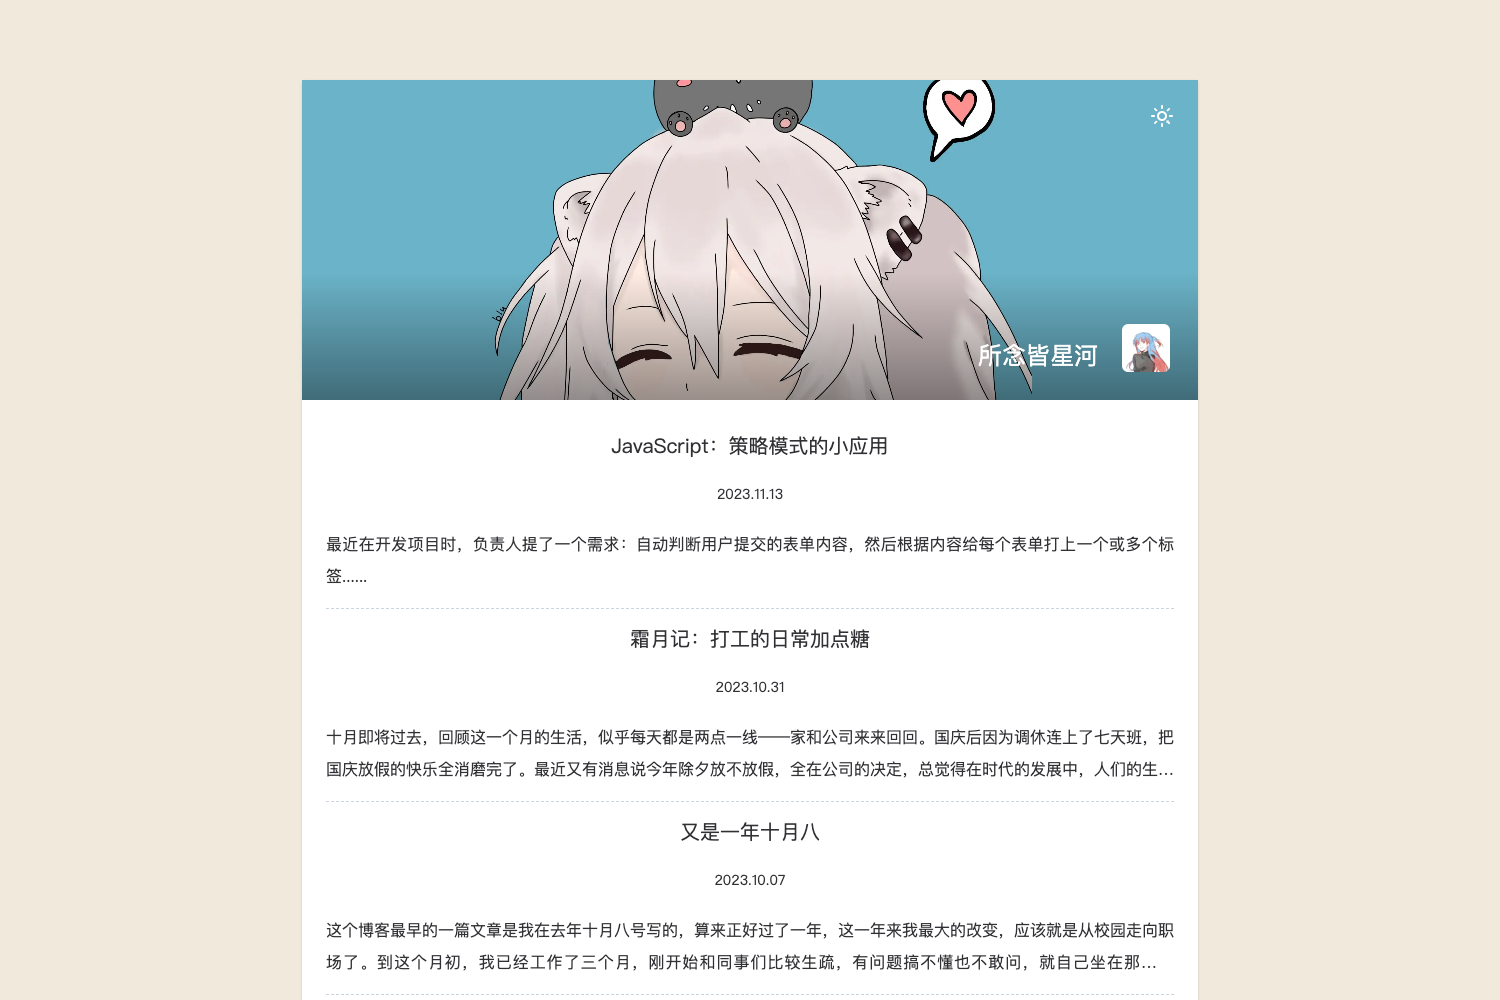 所念皆星河
JavaScript：策略模式的小应用
2023.11.13
最近在开发项目时，负责人提了一个需求：自动判断用户提交的表单内容，然后根据内容给每个表单打上一个或多个标
签......
霜月记：打工的日常加点糖
2023.10.31
十月即将过去，回顾这一个月的生活，似乎每天都是两点一线——家和公司来来回回。国庆后因为调休连上了七天班，把
国庆放假的快乐全消磨完了。最近又有消息说今年除夕放不放假，全在公司的决定，总觉得在时代的发展中，人们的生...
又是一年十月八
2023.10.07
这个博客最早的一篇文章是我在去年十月八号写的，算来正好过了一年，这一年来我最大的改变，应该就是从校园走向职
场了。到这个月初，我已经工作了三个月，刚开始和同事们比较生疏，有问题搞不懂也不敢问，就自己坐在那...